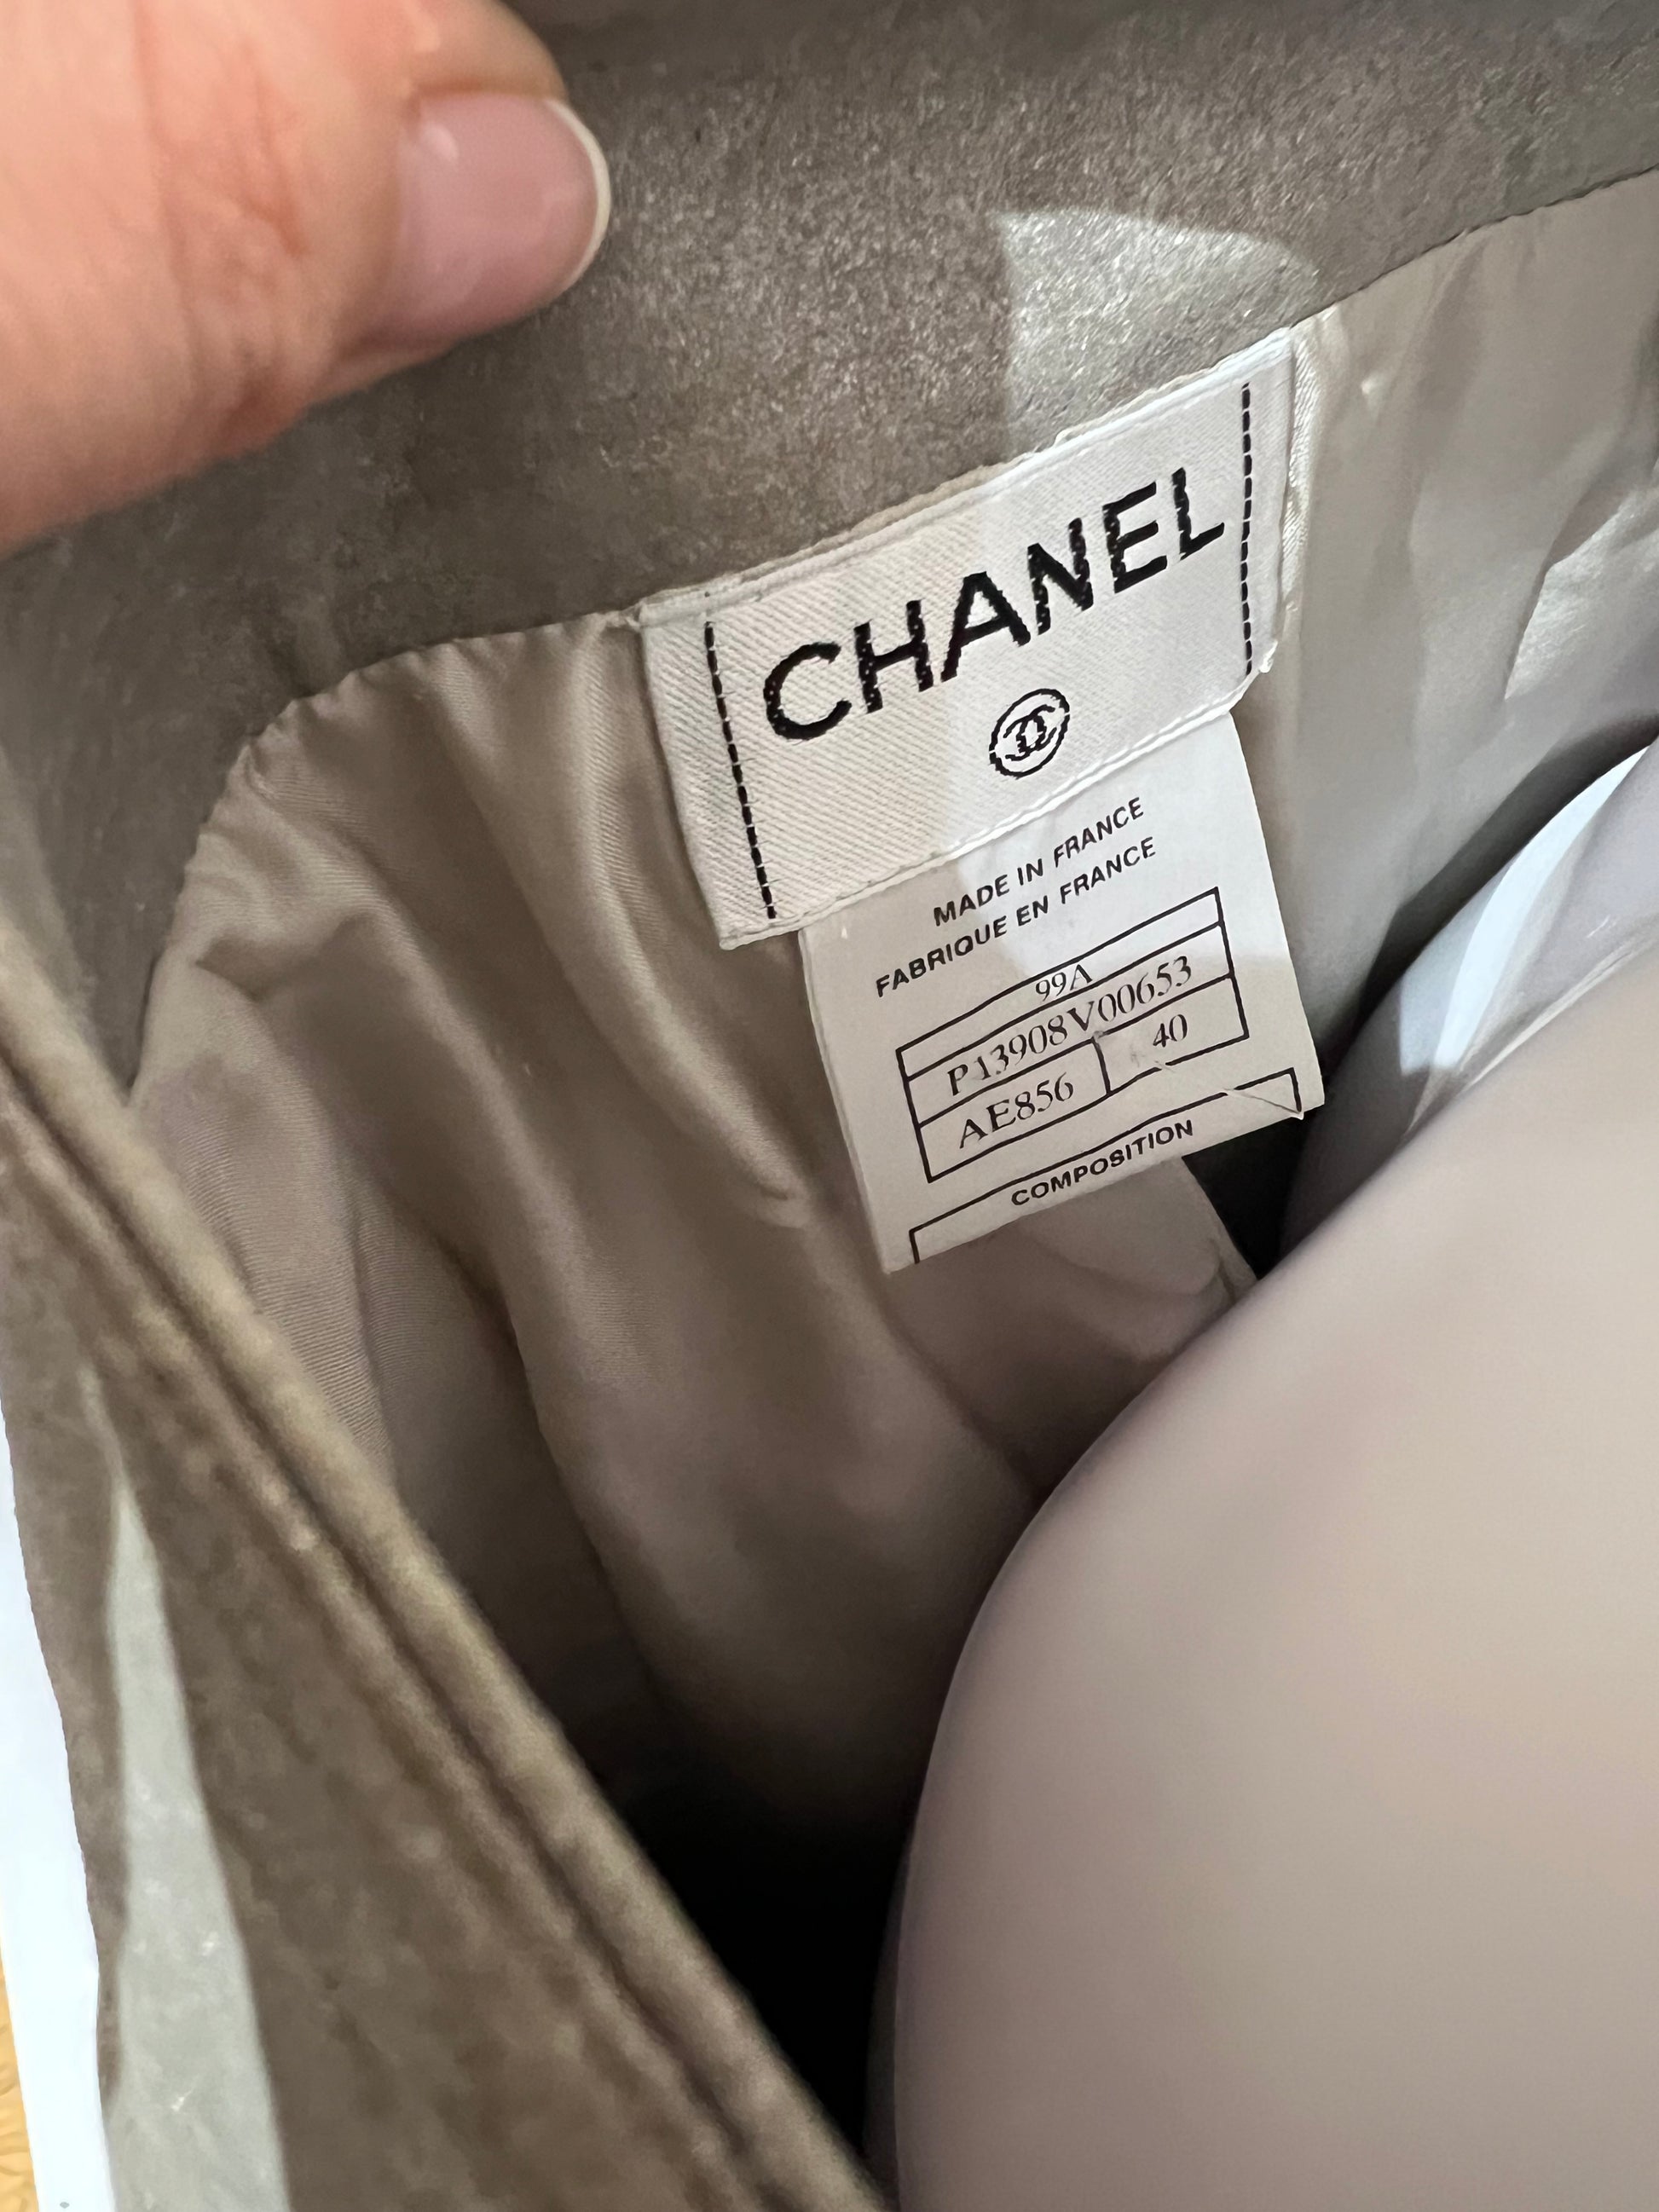 CHANEL
MADE IN FRANCE
FABRIQUE EN FRANCE
99A
P13908V00653
AE856 40
COMPOSITION